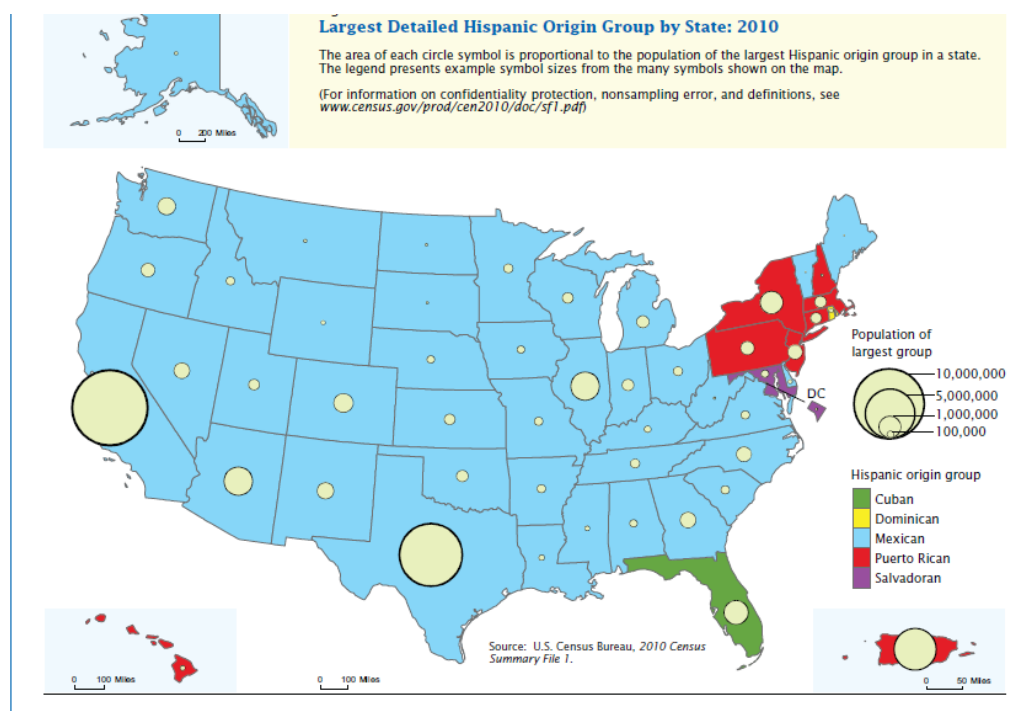 Largest Detailed Hispanic Origin Group by State: 2010
The area of each circle symbol is proportional to the population of the largest Hispanic origin group in a state.
The legend presents example symbol sizes from the many symbols shown on the map.
(For information on confidentiality protection, nonsampling error, and definitions, see
www.census.gov/prod/cen2010/doc/sf1.pdf)
0 200 Miles
Population of
largest group
10,000,000
5,000,000
1,000,000
100,000
DC
Hispanic origin group
Cuban
Dominican
Mexican
Puerto Rican
Salvadoran
Source: U.S. Census Bureau, 2010 Census
Summary File 1.
0 100 Miles
0 100 Miles
0 50 Miles